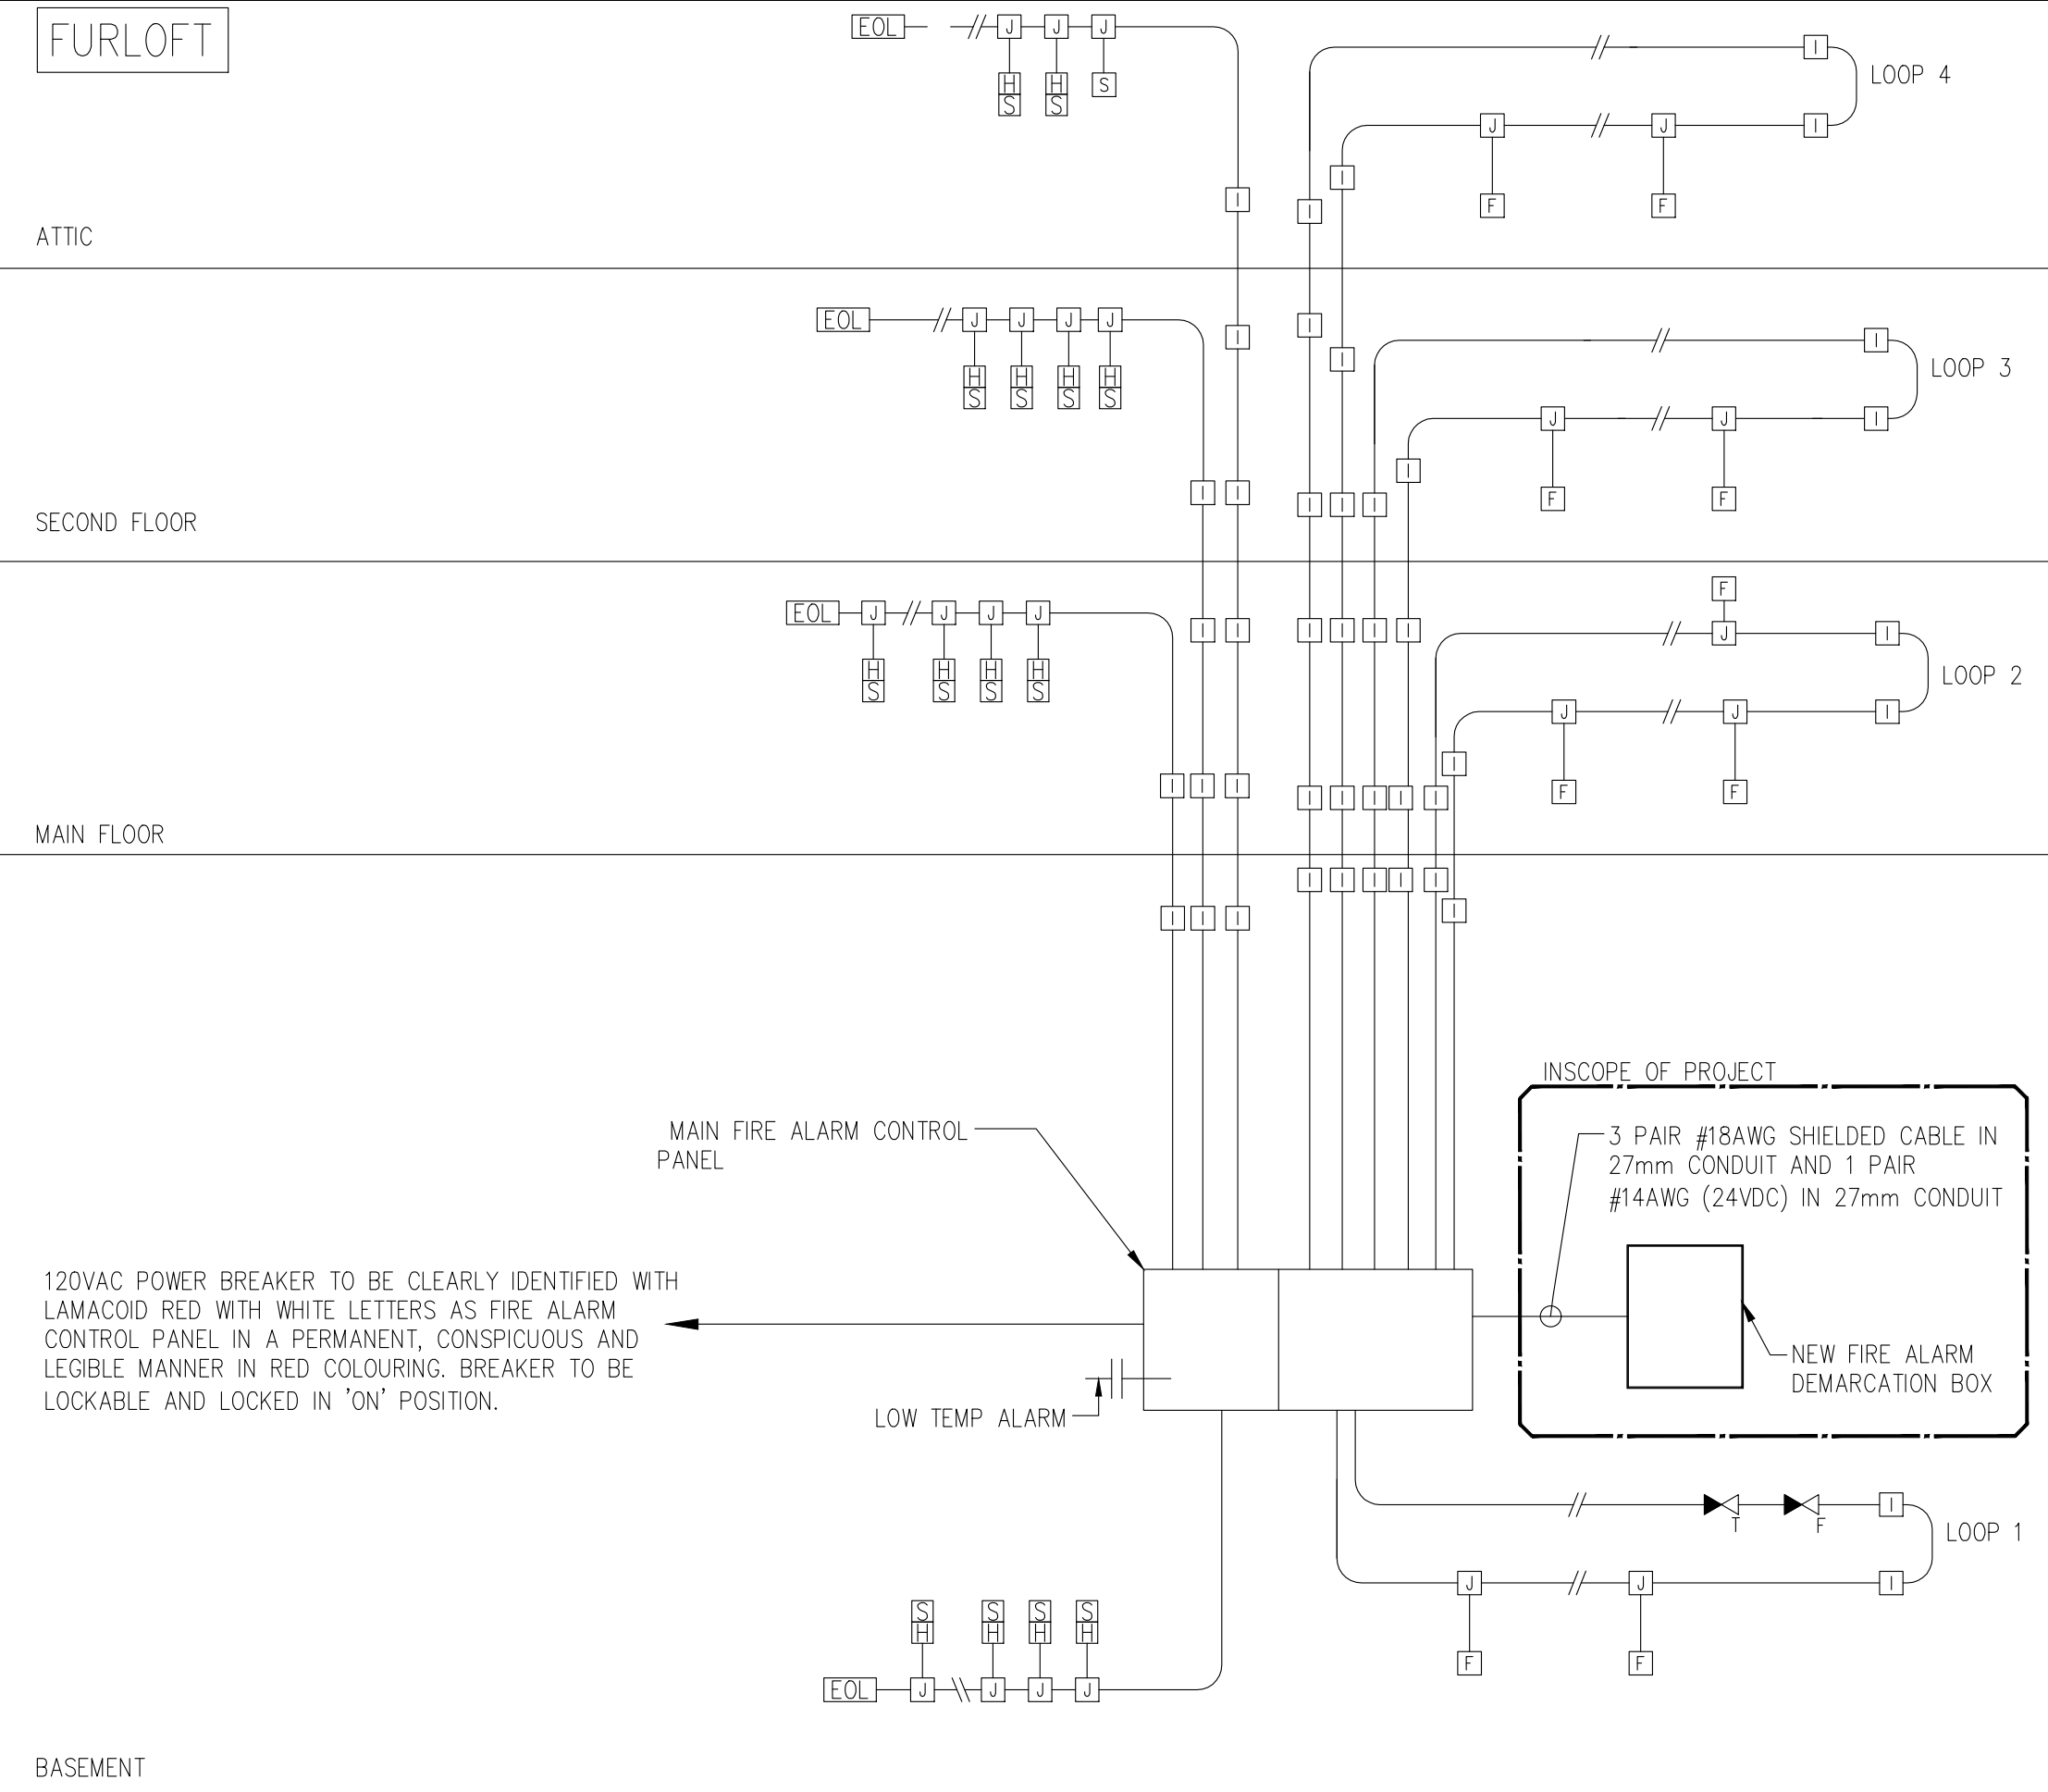 FURLOFT
EOL J J J
H H S
S S
I LOOP 4
J J I
I
I
I
F F
ATTIC
EOL J J J J
H H H H
S S S S
I
I
I
I LOOP 3
J J I
I
I I
I I I
F F
SECOND FLOOR
F
EOL J J J J
H H H H
S S S S
I I I I I I
J I LOOP 2
J J I
I
I I I
I I I I I
F F
MAIN FLOOR
I I I I I
I
I I I
INSCOPE OF PROJECT
3 PAIR #18AWG SHIELDED CABLE IN
27mm CONDUIT AND 1 PAIR
#14AWG (24VDC) IN 27mm CONDUIT
MAIN FIRE ALARM CONTROL
PANEL
120VAC POWER BREAKER TO BE CLEARLY IDENTIFIED WITH
LAMACOID RED WITH WHITE LETTERS AS FIRE ALARM
CONTROL PANEL IN A PERMANENT, CONSPICUOUS AND
LEGIBLE MANNER IN RED COLOURING. BREAKER TO BE
LOCKABLE AND LOCKED IN 'ON' POSITION.
NEW FIRE ALARM
DEMARCATION BOX
LOW TEMP ALARM
T F I LOOP 1
J J I
F F
S S S S
H H H H
EOL J J J J
BASEMENT